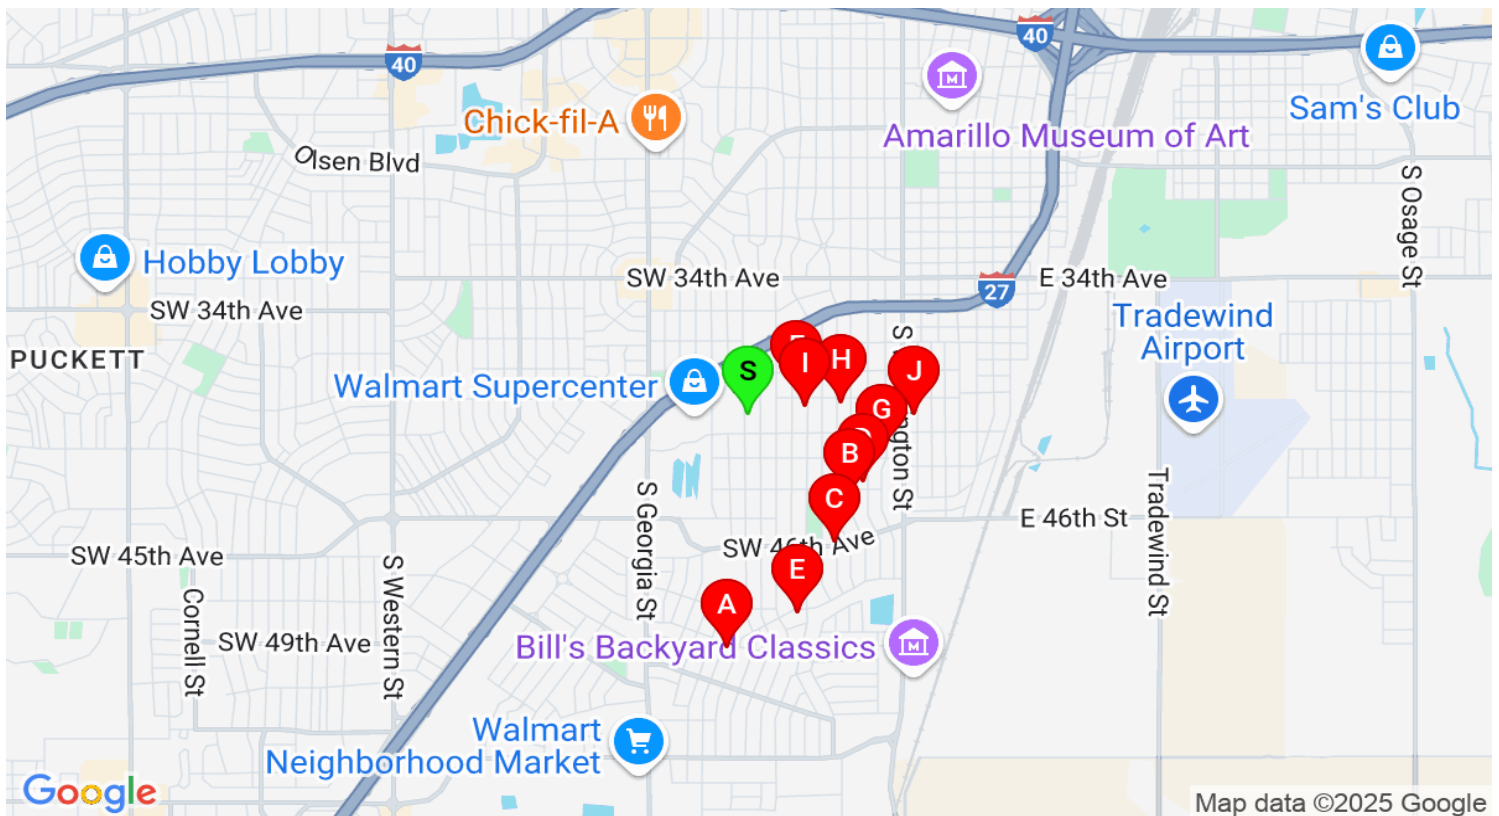 40
40
Sam's Club
Chick-fil-A
Amarillo Museum of Art
Olsen Blvd
S Osage St
Hobby Lobby
SW 34th Ave
E 34th Ave
27
SW 34th Ave
Tradewind
Airport
PUCKETT
S
I
H
J
Walmart Supercenter
G
B
C
S Georgia St
Tradewind St
E 46th St
SW 46th Ave
SW 45th Ave
S Western St
E
Cornell St
A
SW 49th Ave
Bill's Backyard Classics
Walmart
Neighborhood Market
Google
Map data ©2025 Google